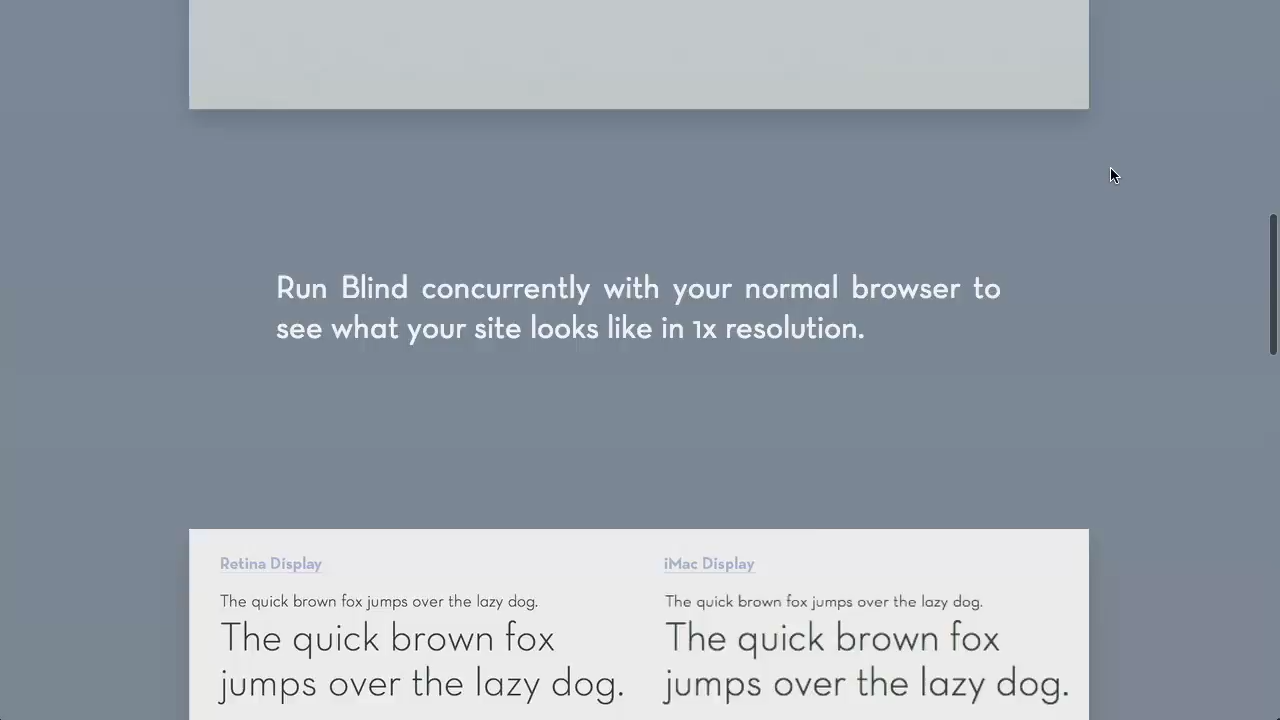 Run Blind concurrently with your normal browser to
see what your site looks like in 1x resolution.
Retina Display
The quick brown fox jumps over the lazy dog.
The quick brown fox
jumps over the lazy dog.
iMac Display
The quick brown fox jumps over the lazy dog.
The quick brown fox
jumps over the lazy dog.